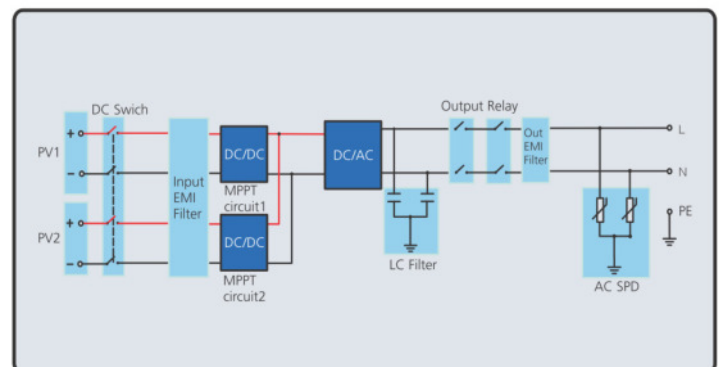 DC Swich
Output Relay
+
PV1
-
Input
EMI
Filter
DC/DC
MPPT
circuit1
DC/AC
Out
EMI
Filter
L
N
PE
+
PV2
-
DC/DC
MPPT
circuit2
LC Filter
AC SPD